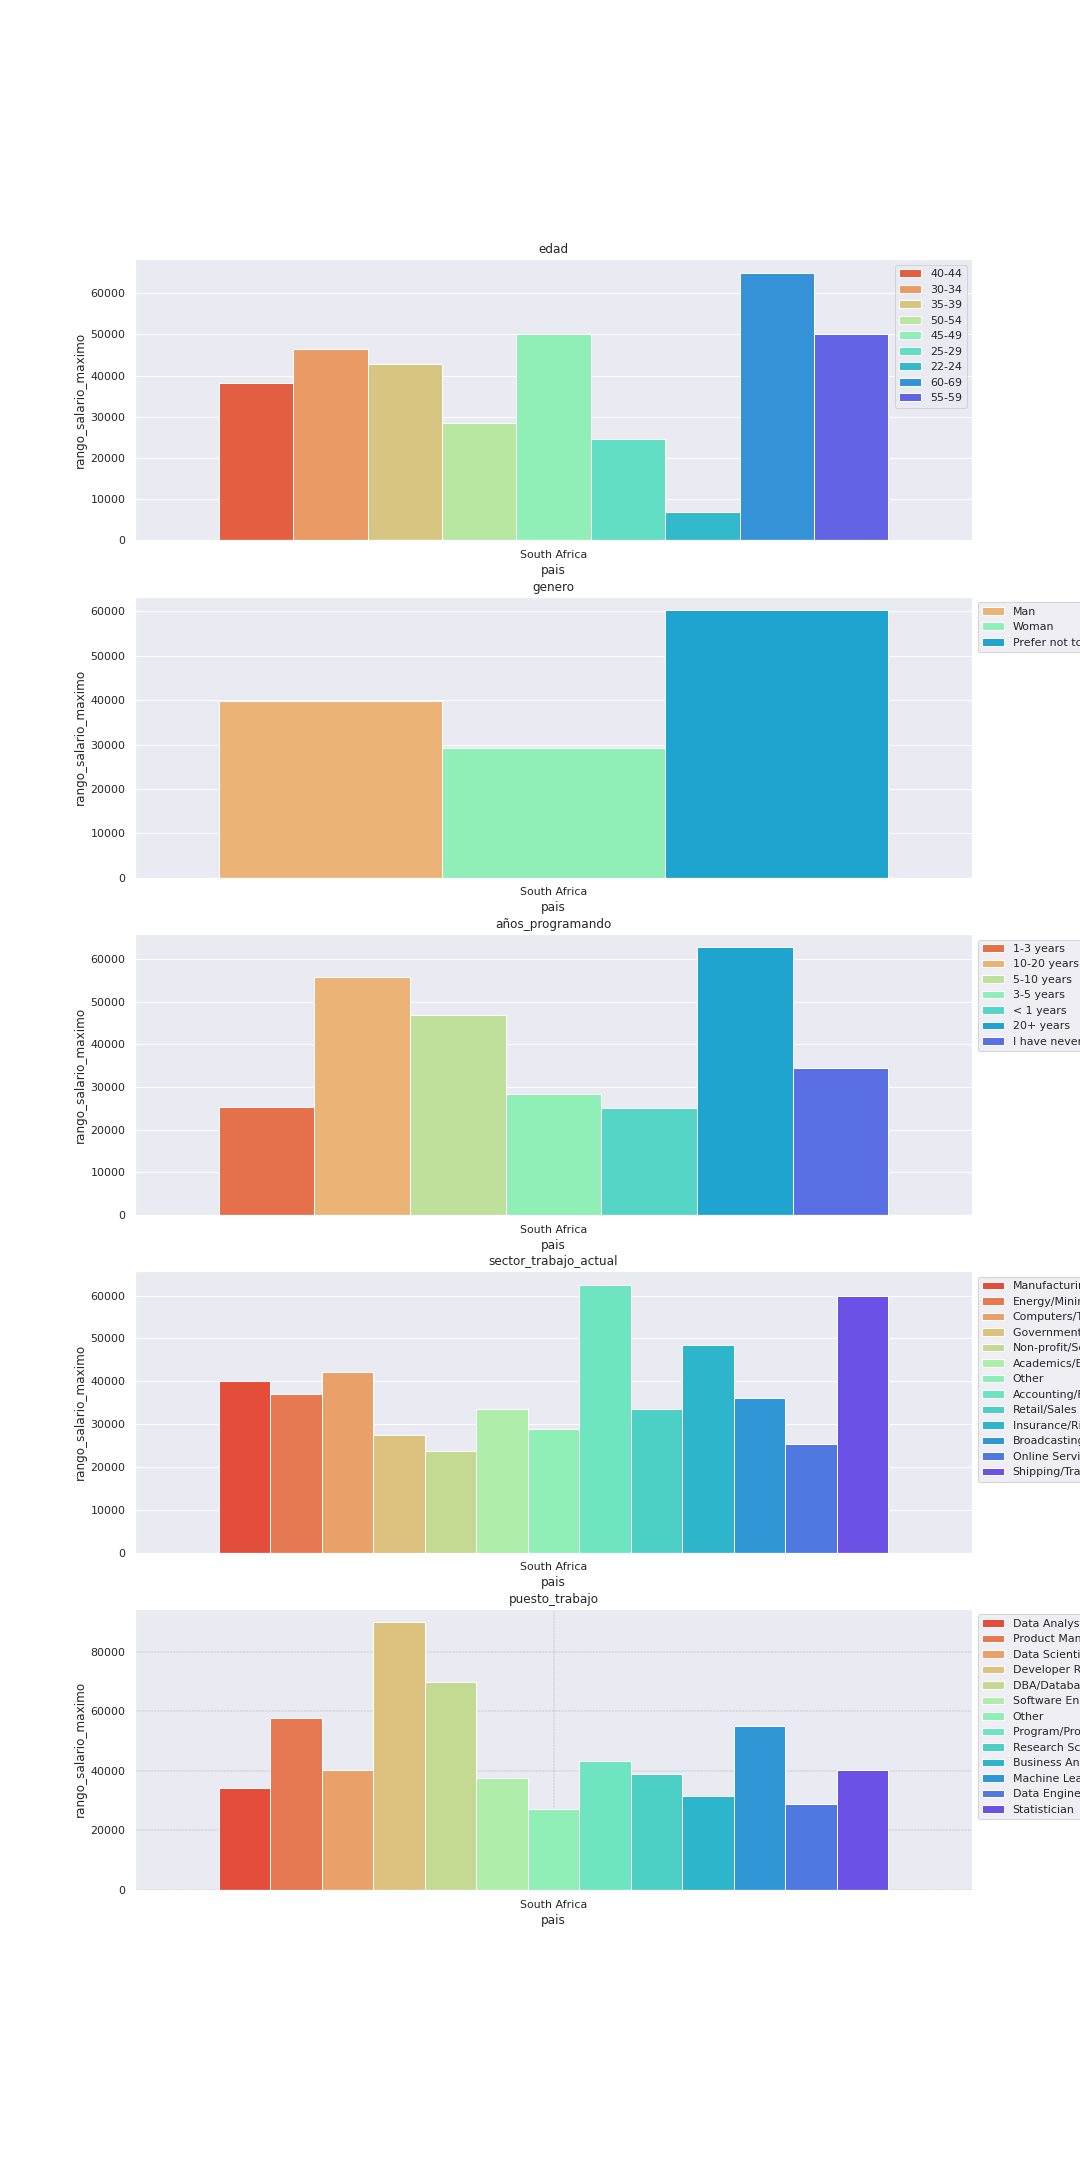 edad
60000
50000
40000
30000
20000
10000
0
rango_salario_maximo
40-44
30-34
35-39
50-54
45-49
25-29
22-24
60-69
55-59
South Africa
pais
genero
60000
50000
40000
30000
20000
10000
0
rango_salario_maximo
Man
Woman
Prefer not to
South Africa
pais
años_programando
60000
50000
40000
30000
20000
10000
0
rango_salario_maximo
1-3 years
10-20 years
5-10 years
3-5 years
< 1 years
20+ years
I have never
South Africa
pais
sector_trabajo_actual
60000
50000
40000
30000
20000
10000
0
rango_salario_maximo
Manufacturin
Energy/Minin
Computers/T
Government
Non-profit/Se
Academics/E
Other
Accounting/F
Retail/Sales
Insurance/Ri
Broadcasting
Online Servi
Shipping/Tra
South Africa
pais
puesto_trabajo
80000
60000
40000
20000
0
rango_salario_maximo
Data Analys
Product Man
Data Scienti
Developer R
DBA/Databa
Software En
Other
Program/Pro
Research Sc
Business An
Machine Lea
Data Engine
Statistician
South Africa
pais